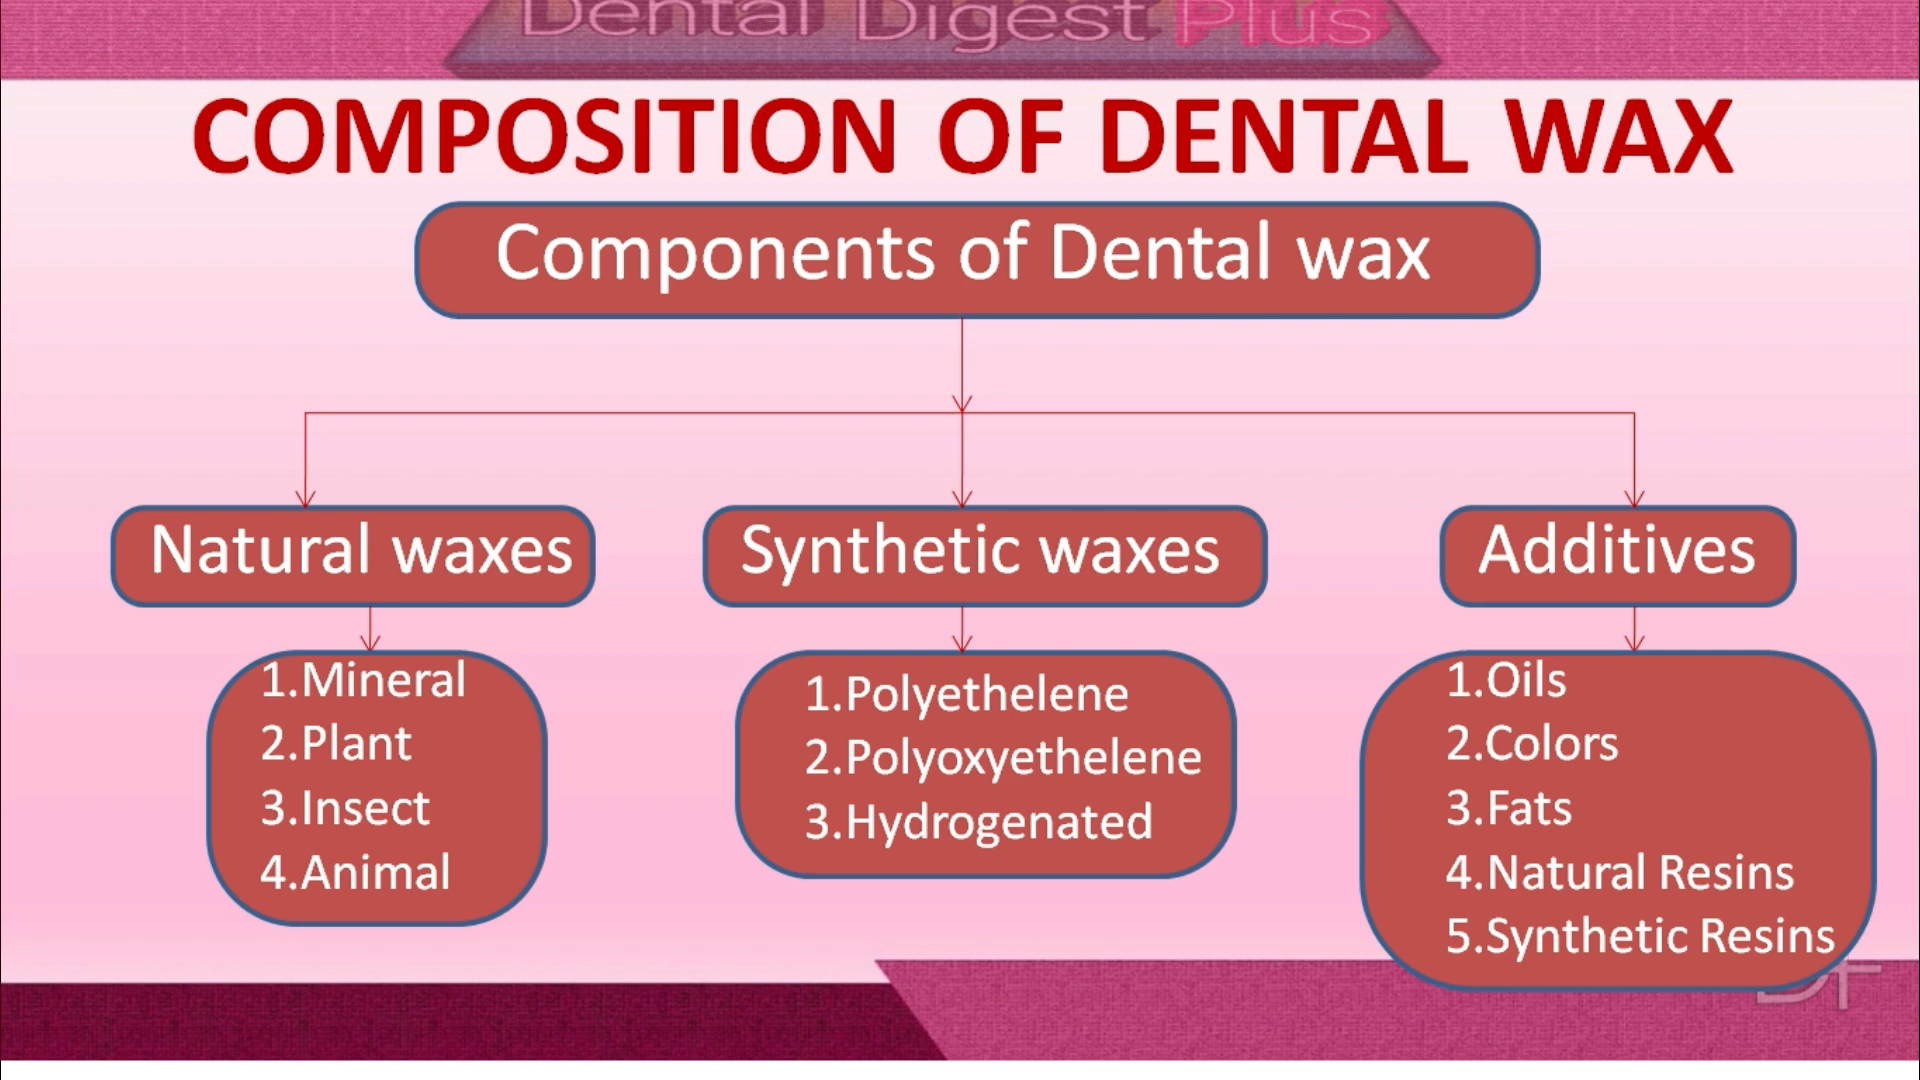 Dental Digest Plus
COMPOSITION OF DENTAL WAX
Components of Dental wax
Natural waxes
Synthetic waxes
Additives
1.Mineral
2.Plant
3.Insect
4.Animal
1.Polyethelene
2.Polyoxyethelene
3.Hydrogenated
1.Oils
2.Colors
3.Fats
4.Natural Resins
5.Synthetic Resins